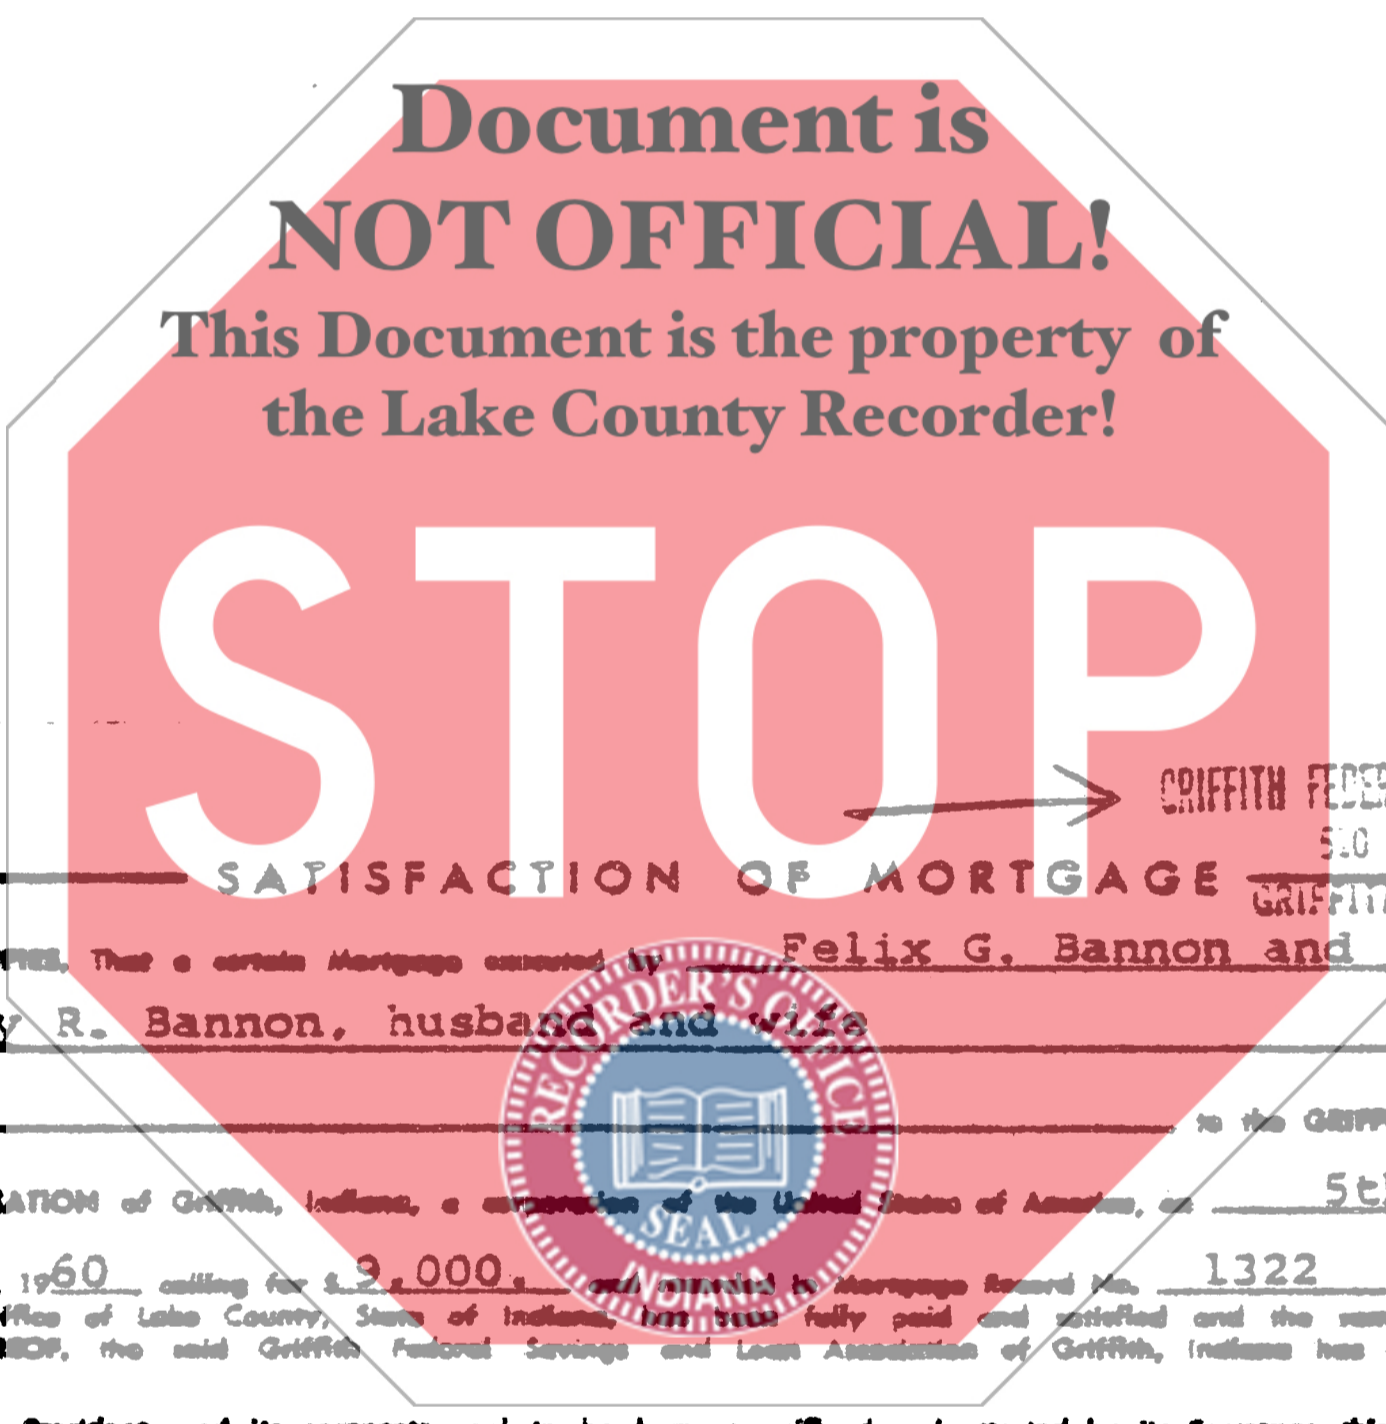 Document is
NOT OFFICIAL!
This Document is the property of
the Lake County Recorder!
STOP
GRIFFITH FEDER
510
SATISFACTION OF MORTGAGE
GRIFFIT
That a certain Mortgage executed by Felix G. Bannon and
R. Bannon, husband and wife
to the GRIFF
ATION of Griffith, Indiana, a corporation of the United States of America, on 5t
1960 calling for $ 9,000. and recorded in Mortgage Record No. 1322
ffice of Lake County, State of Indiana, has been fully paid and satisfied and the
EOF, the said Griffith Federal Savings and Loan Association of Griffith, Indiana has
RECORDER'S OFFICE
SEAL
INDIANA